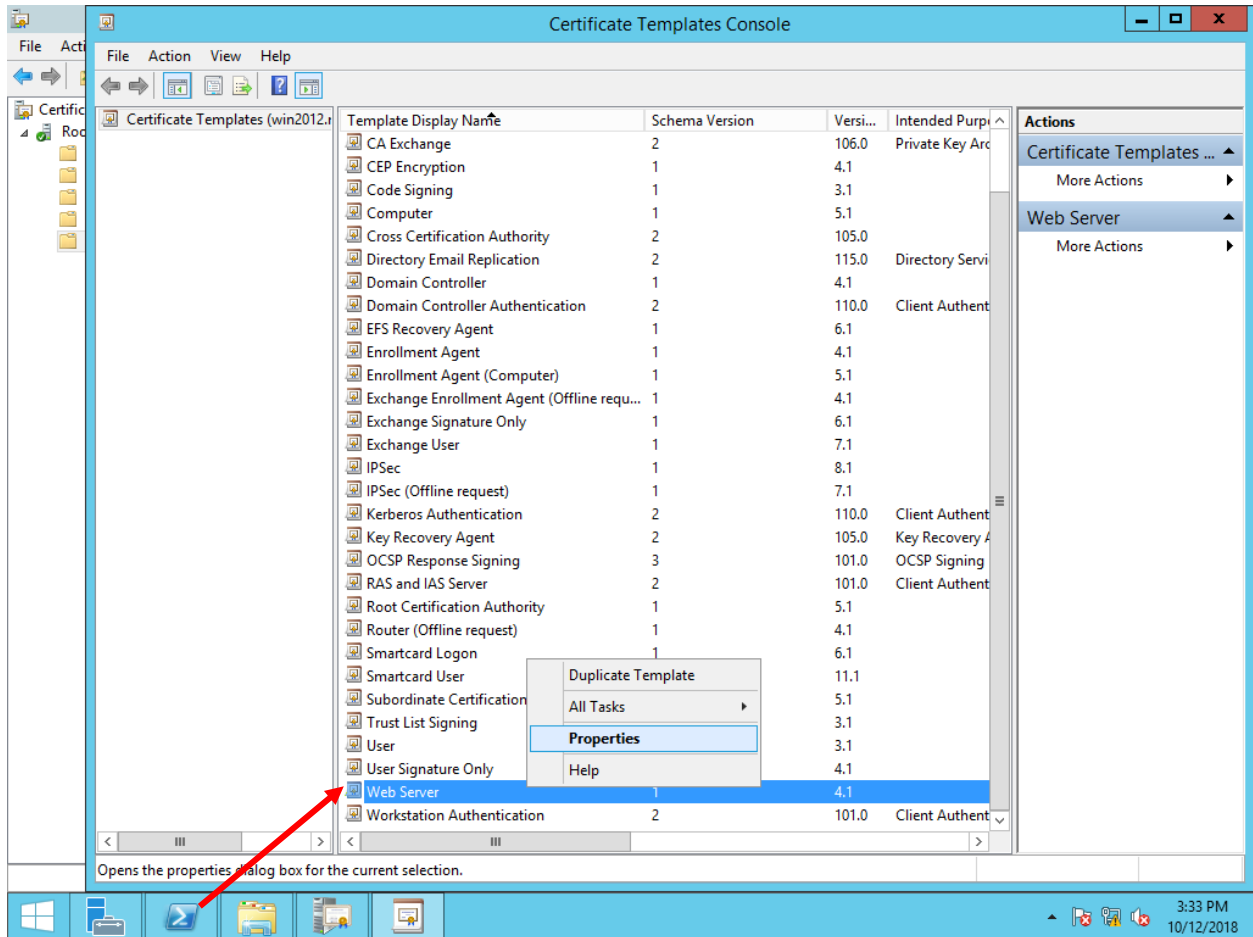 Certificate Templates Console
File Acti
File Action View Help
Certific
Roo
Certificate Templates (win2012.r
Template Display Name Schema Version Versi... Intended Purp
CA Exchange 2 106.0 Private Key Arc
CEP Encryption 1 4.1
Code Signing 1 3.1
Computer 1 5.1
Cross Certification Authority 2 105.0
Directory Email Replication 2 115.0 Directory Servi
Domain Controller 1 4.1
Domain Controller Authentication 2 110.0 Client Authent
EFS Recovery Agent 1 6.1
Enrollment Agent 1 4.1
Enrollment Agent (Computer) 1 5.1
Exchange Enrollment Agent (Offline requ... 1 4.1
Exchange Signature Only 1 6.1
Exchange User 1 7.1
IPSec 1 8.1
IPSec (Offline request) 1 7.1
Kerberos Authentication 2 110.0 Client Authent
Key Recovery Agent 2 105.0 Key Recovery A
OCSP Response Signing 3 101.0 OCSP Signing
RAS and IAS Server 2 101.0 Client Authent
Root Certification Authority 1 5.1
Router (Offline request) 1 4.1
Smartcard Logon 1 6.1
Smartcard User 11.1
Subordinate Certification 5.1
Trust List Signing 3.1
User 3.1
User Signature Only 4.1
Web Server 1 4.1
Workstation Authentication 2 101.0 Client Authent
Duplicate Template
All Tasks
Properties
Help
Actions
Certificate Templates ...
More Actions
Web Server
More Actions
Opens the properties dialog box for the current selection.
3:33 PM
10/12/2018